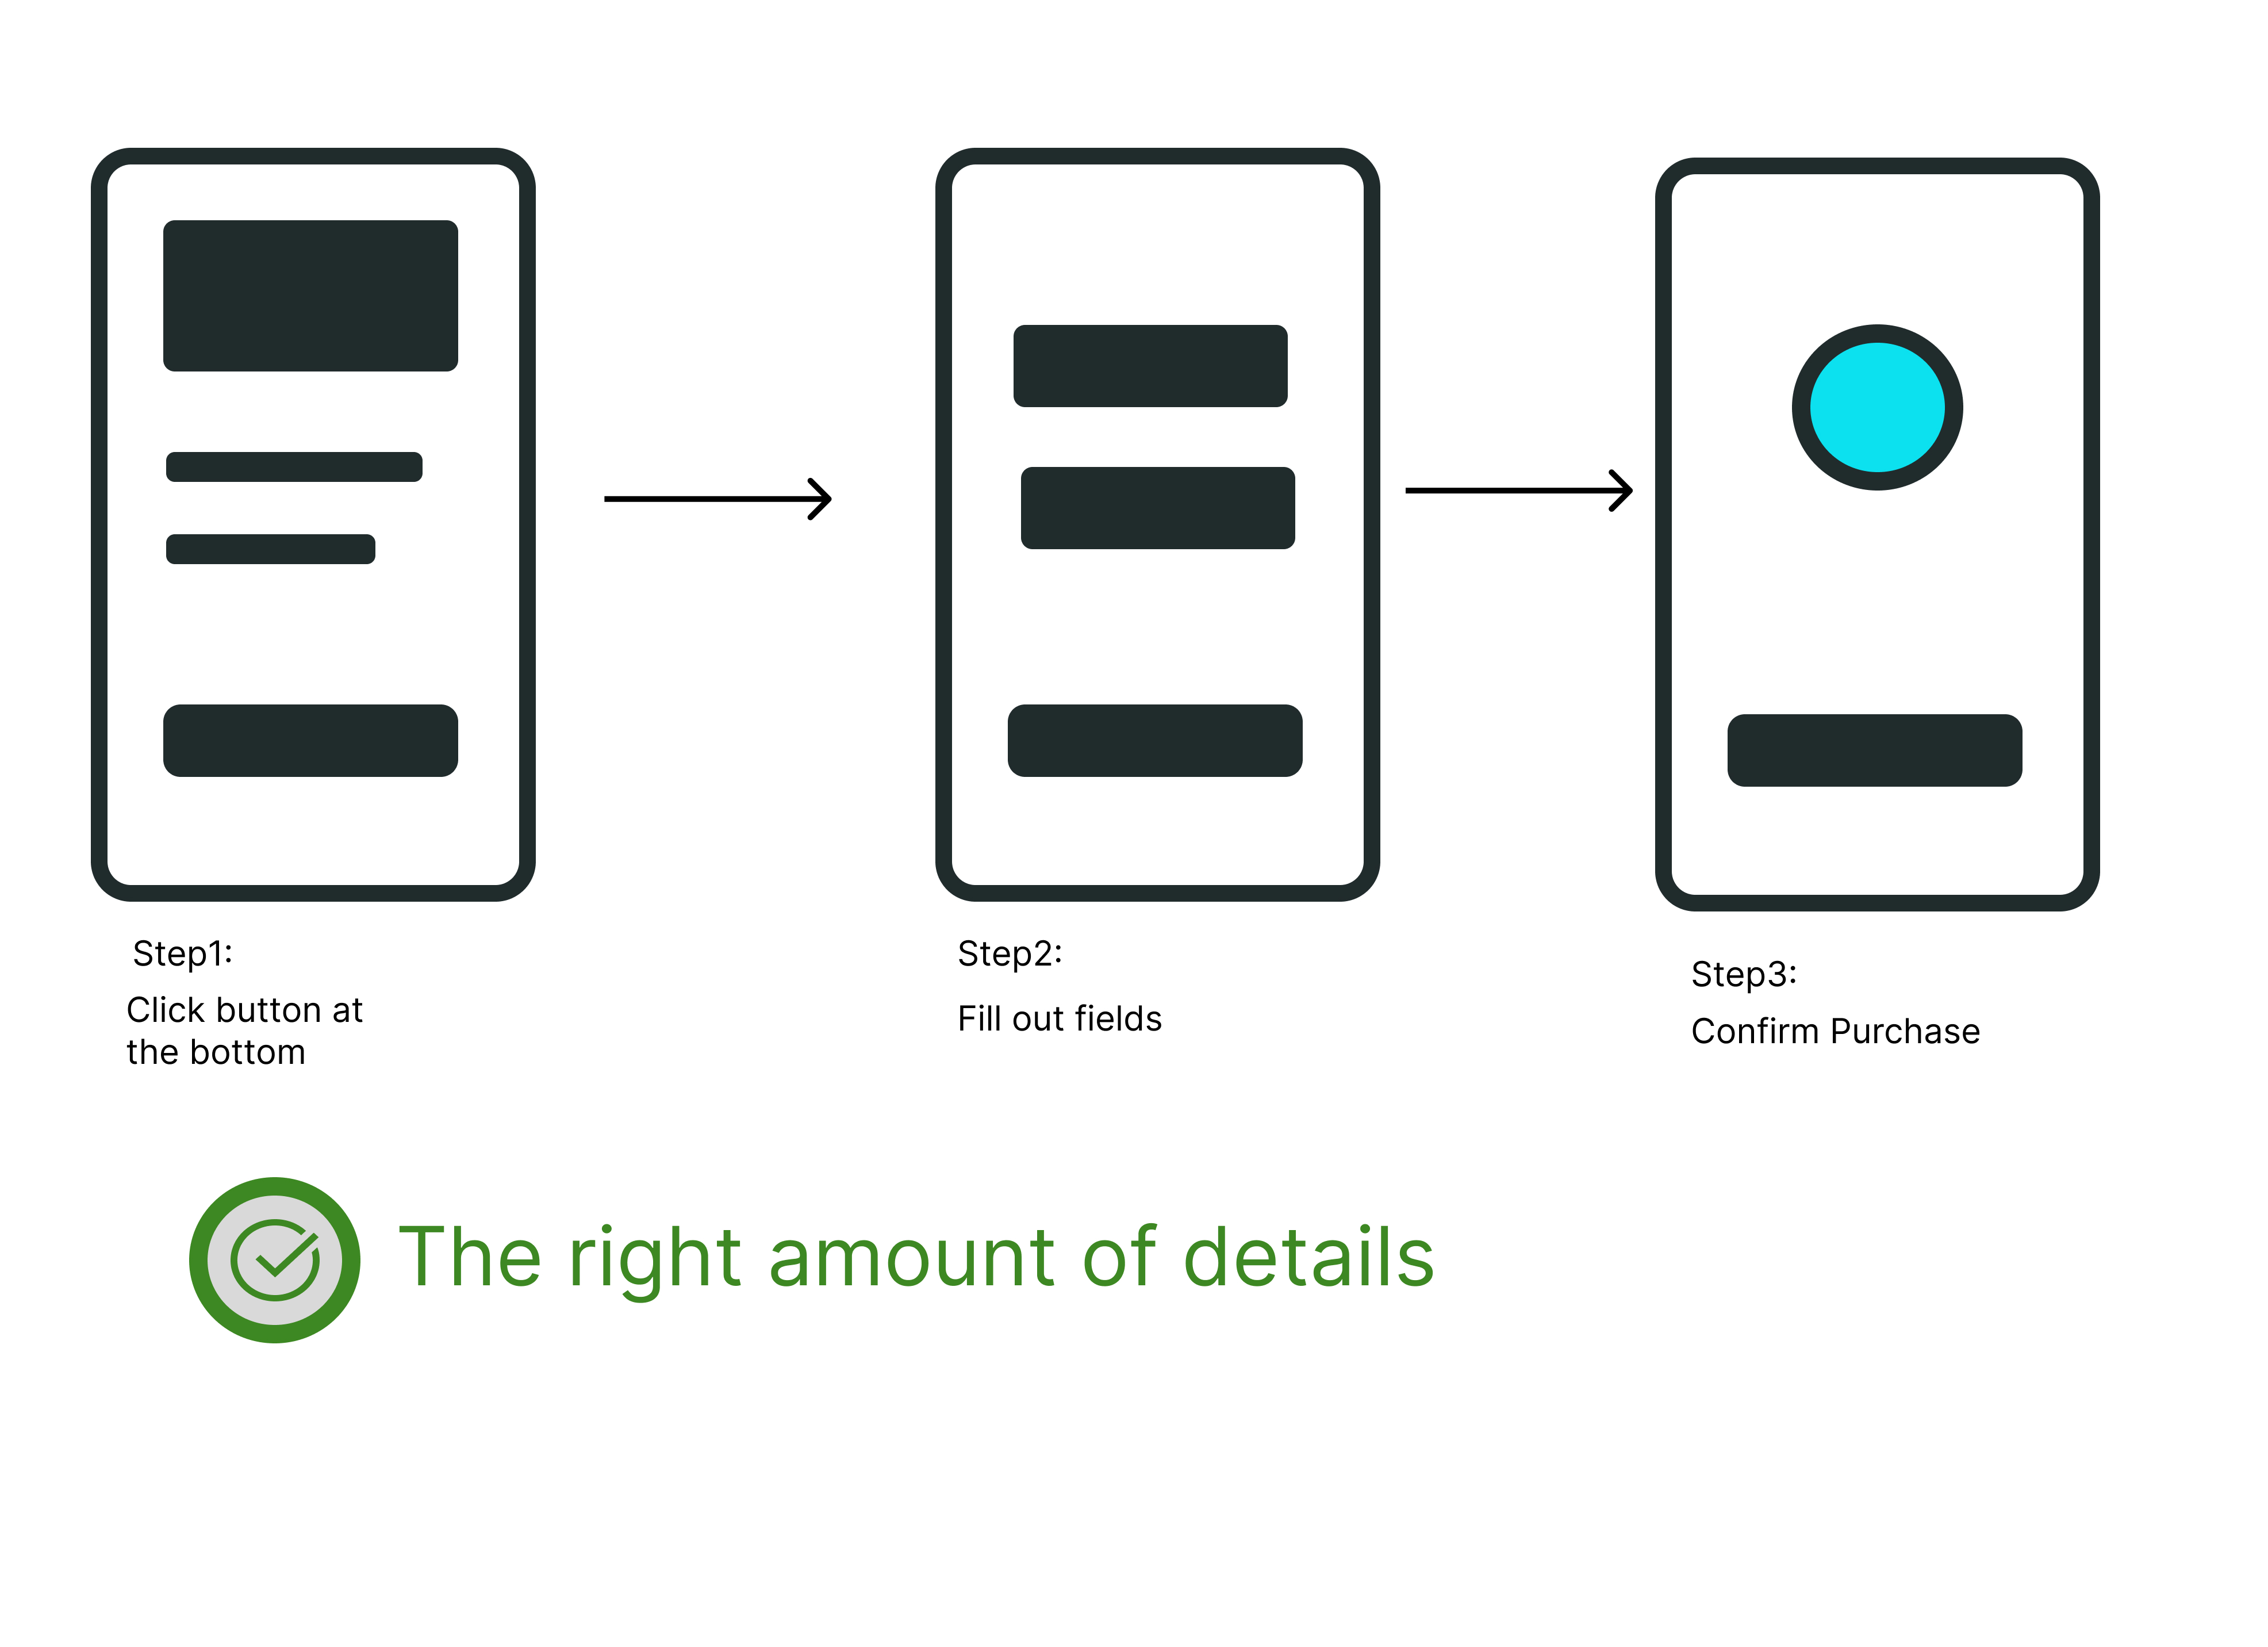 Step1:
Click button at
the bottom
Step2:
Fill out fields
Step3:
Confirm Purchase
The right amount of details